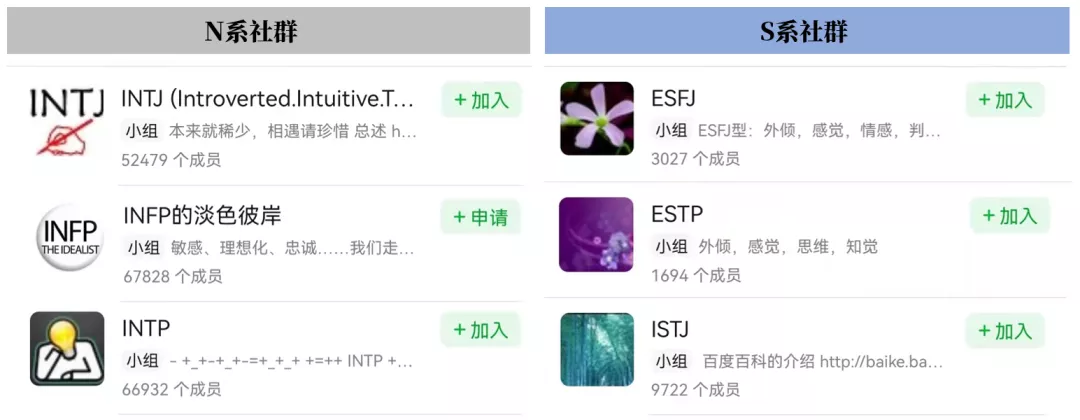 N系社群
INTJ
INTJ (Introverted.Intuitive.T...
+ 加入
小组 本来就稀少，相遇请珍惜 总述 h...
52479 个成员
INFP
THE IDEALIST
INFP的淡色彼岸
+ 申请
小组 敏感、理想化、忠诚……我们走...
67828 个成员
INTP
+ 加入
小组 - +_+-+_+-=+_+_+ +=++ INTP +...
66932 个成员
S系社群
ESFJ
+ 加入
小组 ESFJ型：外倾，感觉，情感，判...
3027 个成员
ESTP
+ 加入
小组 外倾，感觉，思维，知觉
1694 个成员
ISTJ
+ 加入
小组 百度百科的介绍 http://baike.ba...
9722 个成员